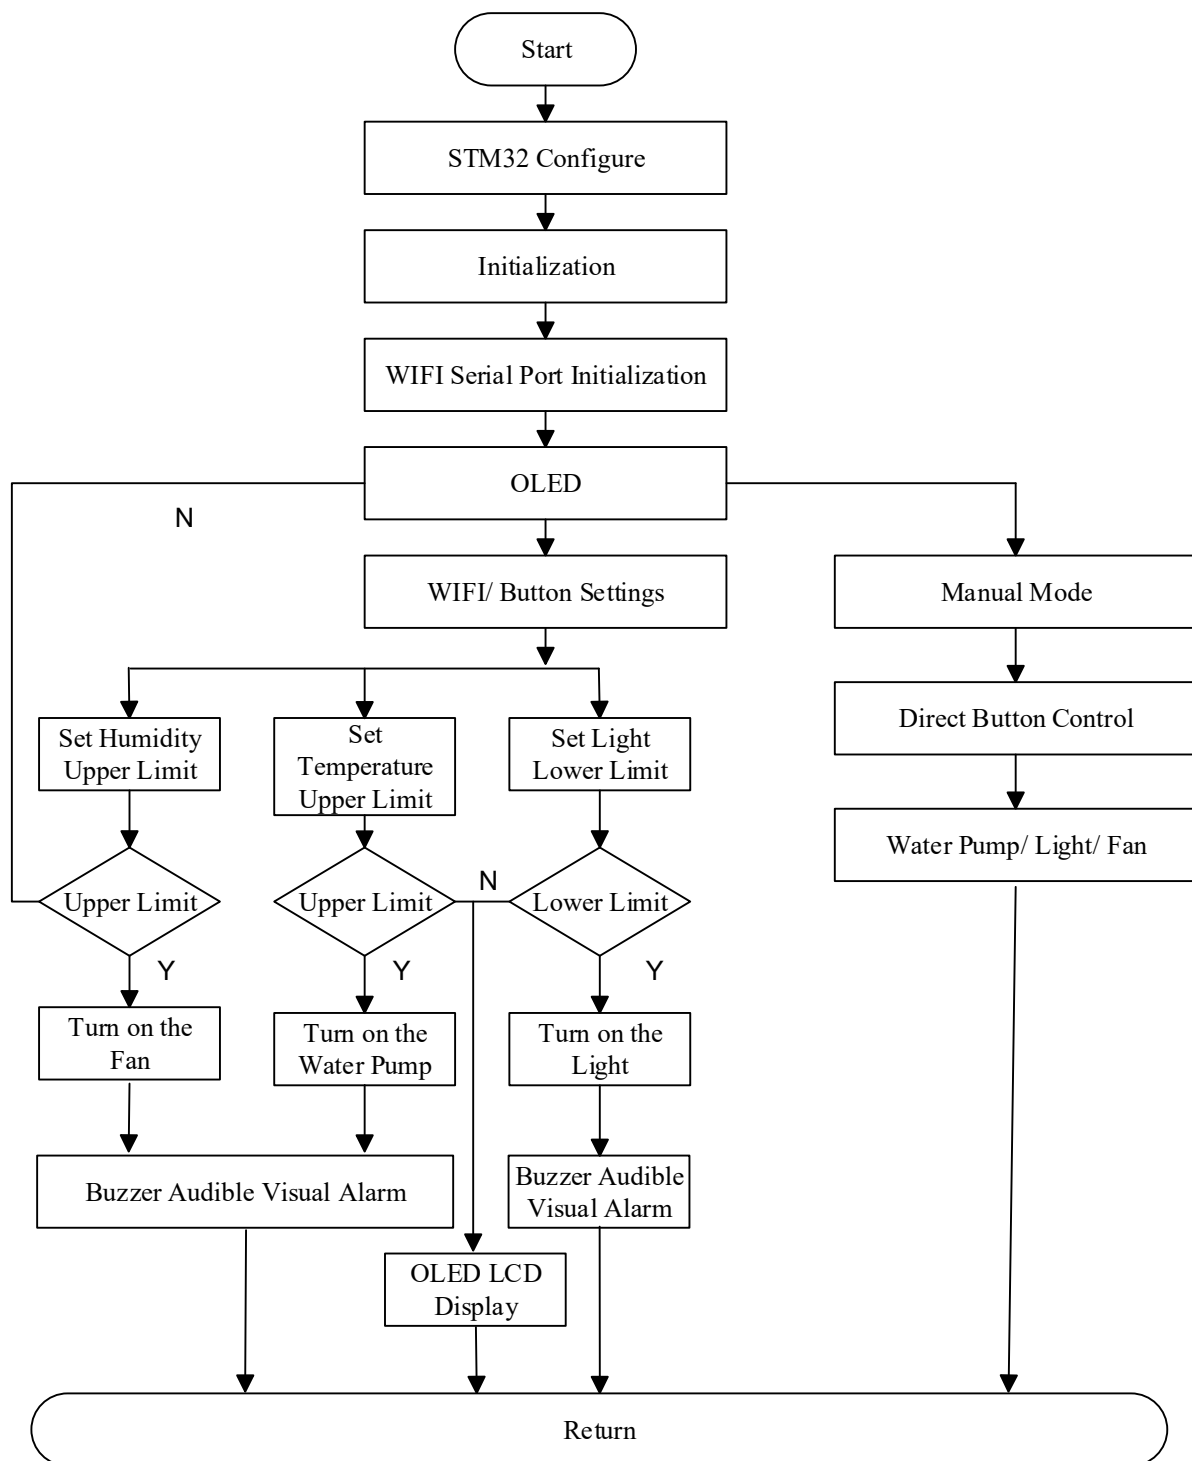 Start
STM32 Configure
Initialization
WIFI Serial Port Initialization
OLED
N
WIFI/ Button Settings
Manual Mode
Set Humidity
Upper Limit
Set
Temperature
Upper Limit
Set Light
Lower Limit
Direct Button Control
Water Pump/ Light/ Fan
Upper Limit
Upper Limit
N
Lower Limit
Y
Y
Y
Turn on the
Fan
Turn on the
Water Pump
Turn on the
Light
Buzzer Audible Visual Alarm
Buzzer Audible
Visual Alarm
OLED LCD
Display
Return